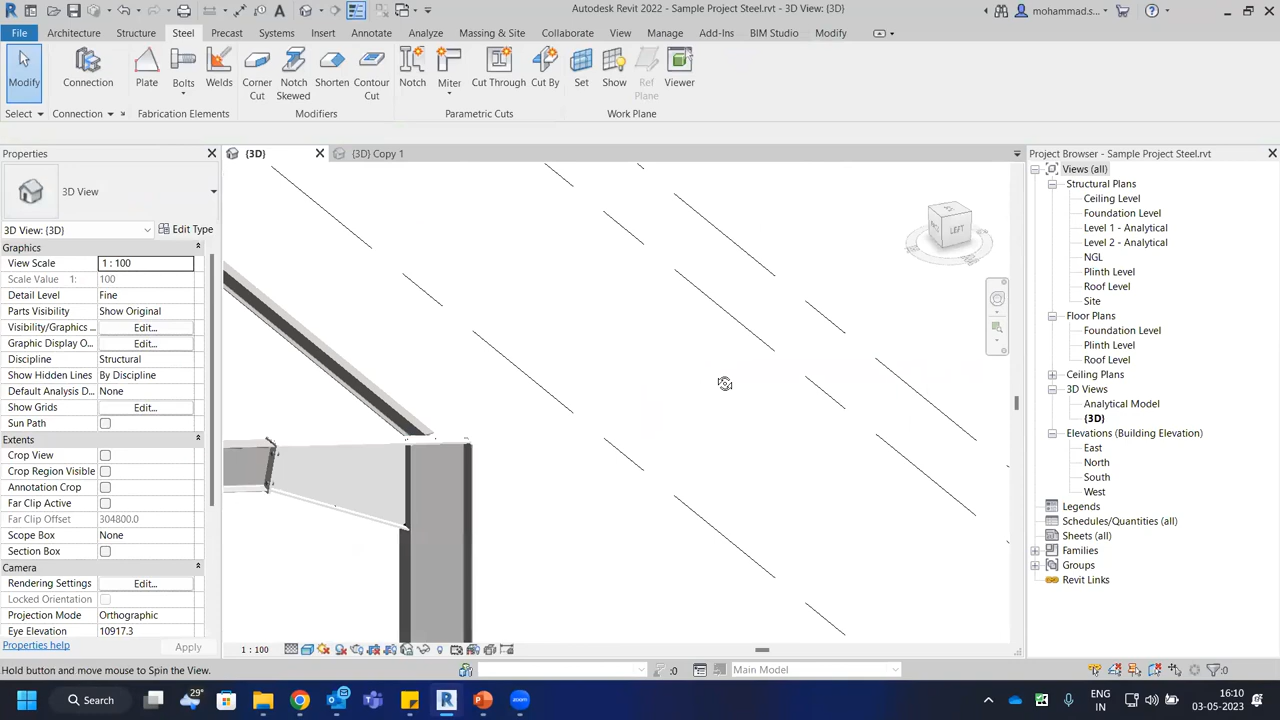 Autodesk Revit 2022 - Sample Project Steel.rvt - 3D View: {3D}
mohammad.s...
File Architecture Structure Steel Precast Systems Insert Annotate Analyze Massing & Site Collaborate View Manage Add-Ins BIM Studio Modify
Modify Connection Plate Bolts Welds Corner Cut Notch Skewed Shorten Contour Cut Notch Miter Cut Through Cut By Set Show Ref Plane Viewer
Select Connection Fabrication Elements Modifiers Parametric Cuts Work Plane
Properties
{3D}
{3D} Copy 1
Project Browser - Sample Project Steel.rvt
3D View
3D View: {3D} Edit Type
Graphics
View Scale 1 : 100
Scale Value 1: 100
Detail Level Fine
Parts Visibility Show Original
Visibility/Graphics ... Edit...
Graphic Display O... Edit...
Discipline Structural
Show Hidden Lines By Discipline
Default Analysis D... None
Show Grids Edit...
Sun Path
Extents
Crop View
Crop Region Visible
Annotation Crop
Far Clip Active
Far Clip Offset 304800.0
Scope Box None
Section Box
Camera
Rendering Settings Edit...
Locked Orientation
Projection Mode Orthographic
Eye Elevation 10917.3
Properties help Apply
LEFT
Views (all)
Structural Plans
Ceiling Level
Foundation Level
Level 1 - Analytical
Level 2 - Analytical
NGL
Plinth Level
Roof Level
Site
Floor Plans
Foundation Level
Plinth Level
Roof Level
Ceiling Plans
3D Views
Analytical Model
{3D}
Elevations (Building Elevation)
East
North
South
West
Legends
Schedules/Quantities (all)
Sheets (all)
Families
Groups
Revit Links
1 : 100
Hold button and move mouse to Spin the View.
:0
Main Model
:0
Search
29°
ENG
IN
16:10
03-05-2023